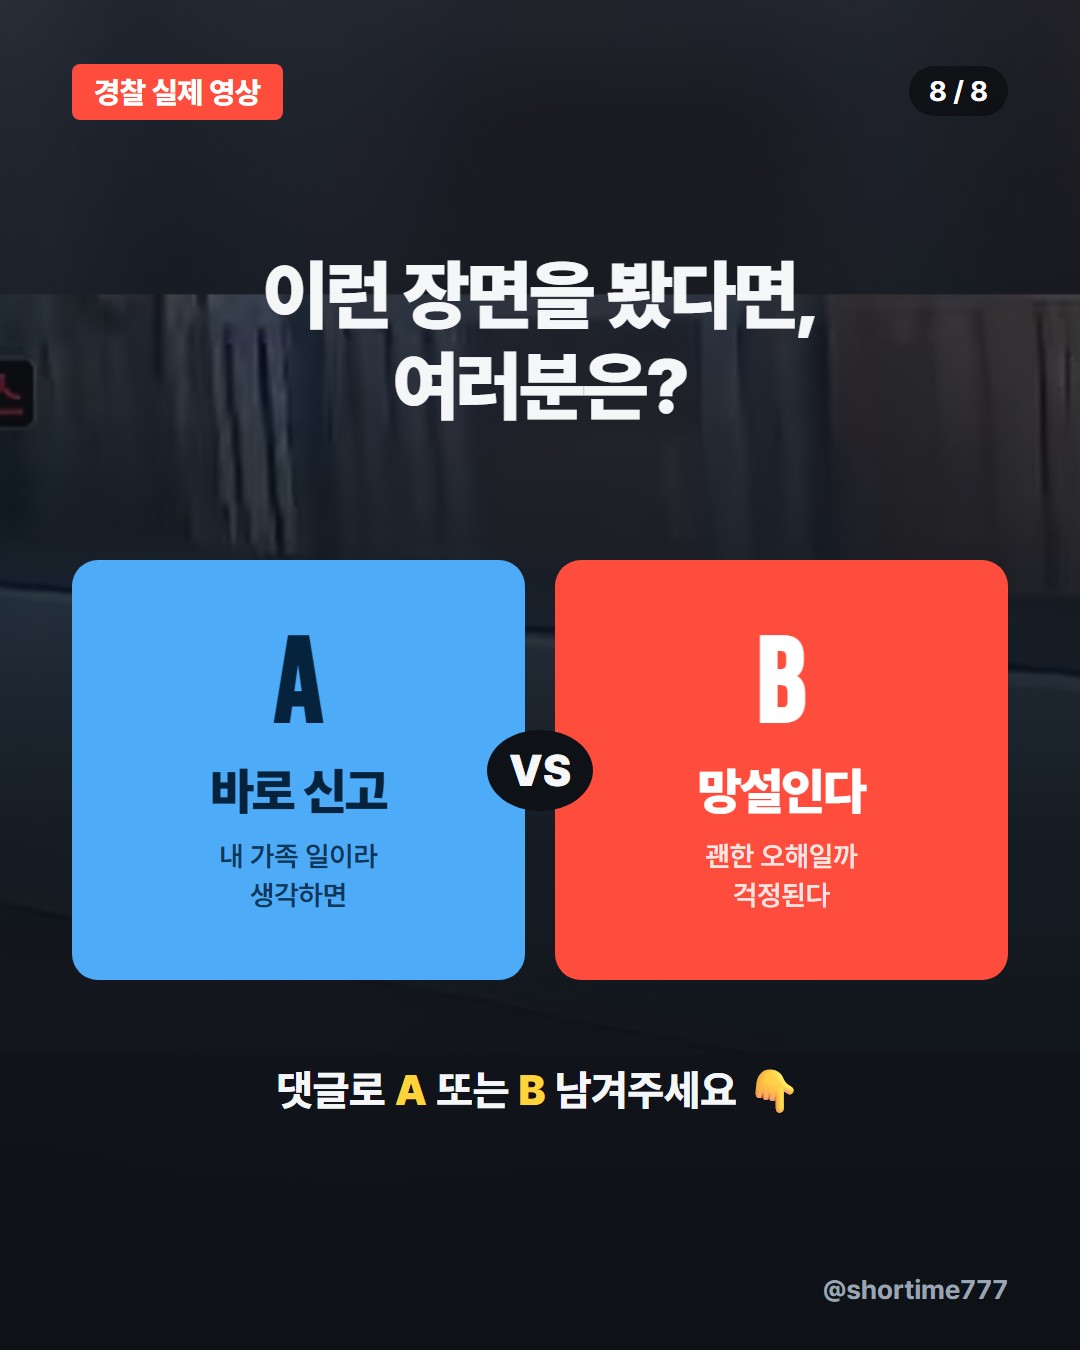 경찰 실제 영상
8 / 8
이런 장면을 봤다면,
여러분은?
A
바로 신고
내 가족 일이라
생각하면
VS
B
망설인다
괜한 오해일까
걱정된다
댓글로 A 또는 B 남겨주세요 👇
@shortime777